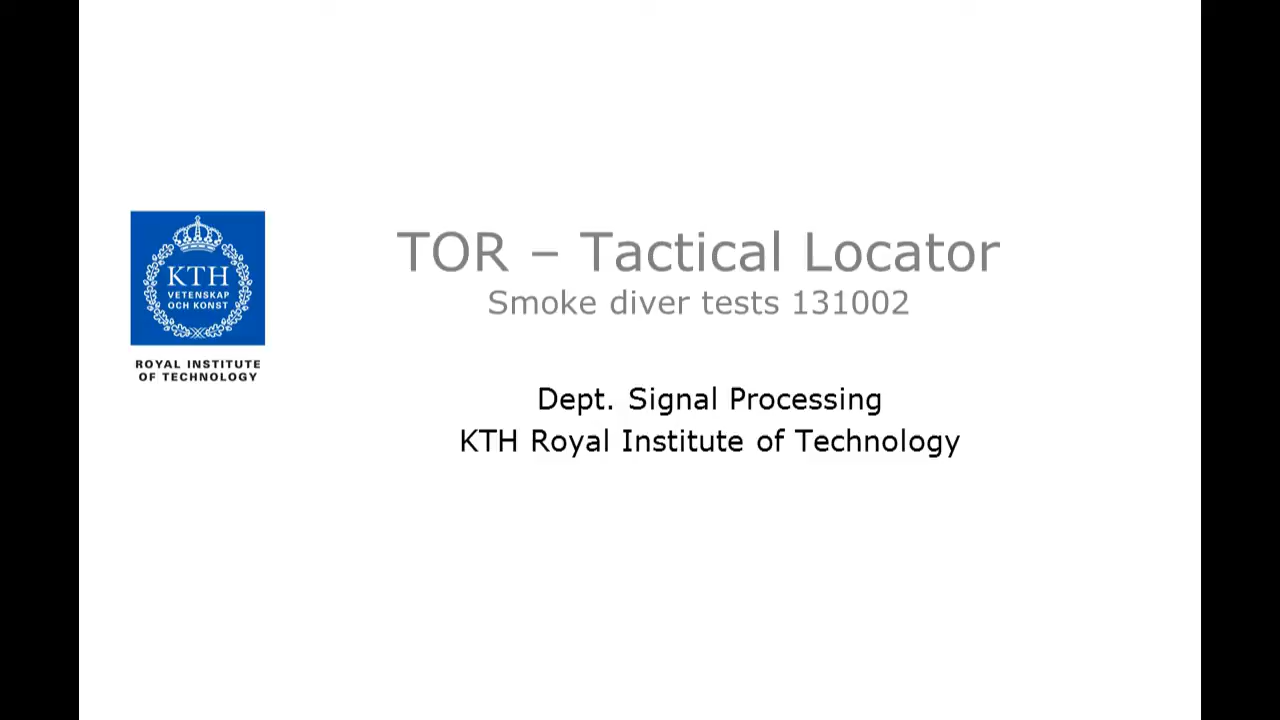 KTH
VETENSKAP
OCH KONST
ROYAL INSTITUTE
OF TECHNOLOGY
TOR – Tactical Locator
Smoke diver tests 131002
Dept. Signal Processing
KTH Royal Institute of Technology